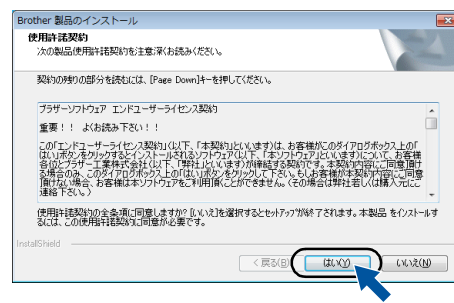 Brother 製品のインストール
使用許諾契約
次の製品使用許諾契約を注意深くお読みください。
契約の残りの部分を読むには、[Page Down]キーを押してください。
ブラザーソフトウェア エンドユーザーライセンス契約
重要！！ よくお読み下さい！！
この「エンドユーザーライセンス契約」(以下、「本契約」といいます)は、お客様がこのダイアログボックス上の「
はい」ボタンをクリックするとインストールされるソフトウェア(以下、「本ソフトウェア」といいます)について、お客様
各位とブラザー工業株式会社(以下、「弊社」といいます)が締結する契約です。本契約内容にご同意頂け
る場合のみ、このダイアログボックス上の「はい」ボタンをクリックして下さい。もしお客様が本契約内容にご同意
頂けない場合、お客様は本ソフトウェアをご利用頂くことができません。(その場合は弊社若しくは購入元にご
連絡下さい。)
使用許諾契約の全条項に同意しますか? [いいえ]を選択するとセットアップが終了されます。本製品 をインストールす
るには、この使用許諾契約に同意が必要です。
InstallShield
< 戻る(B) はい(Y) いいえ(N)